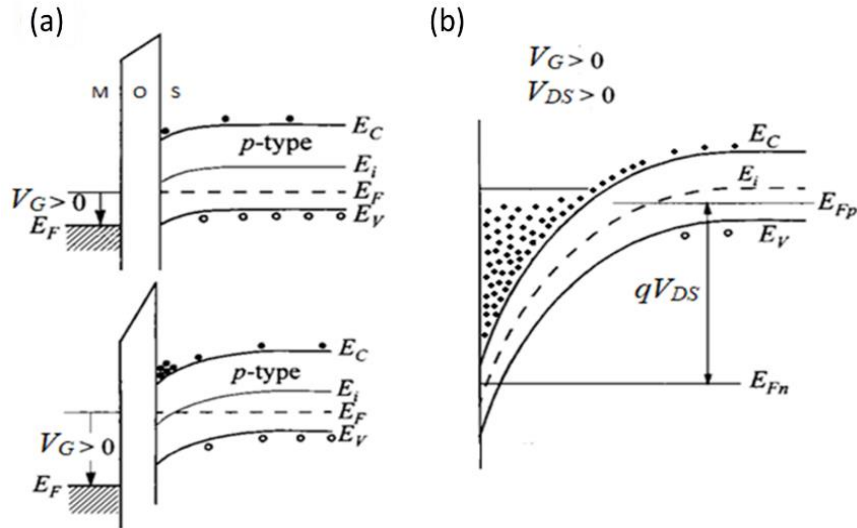 (a)
M O S
E_C
p-type
E_i
E_F
V_G > 0
E_F
E_V
E_C
p-type
E_i
E_F
V_G > 0
E_V
E_F
(b)
V_G > 0
V_DS > 0
E_C
E_i
E_Fp
E_V
qV_DS
E_Fn